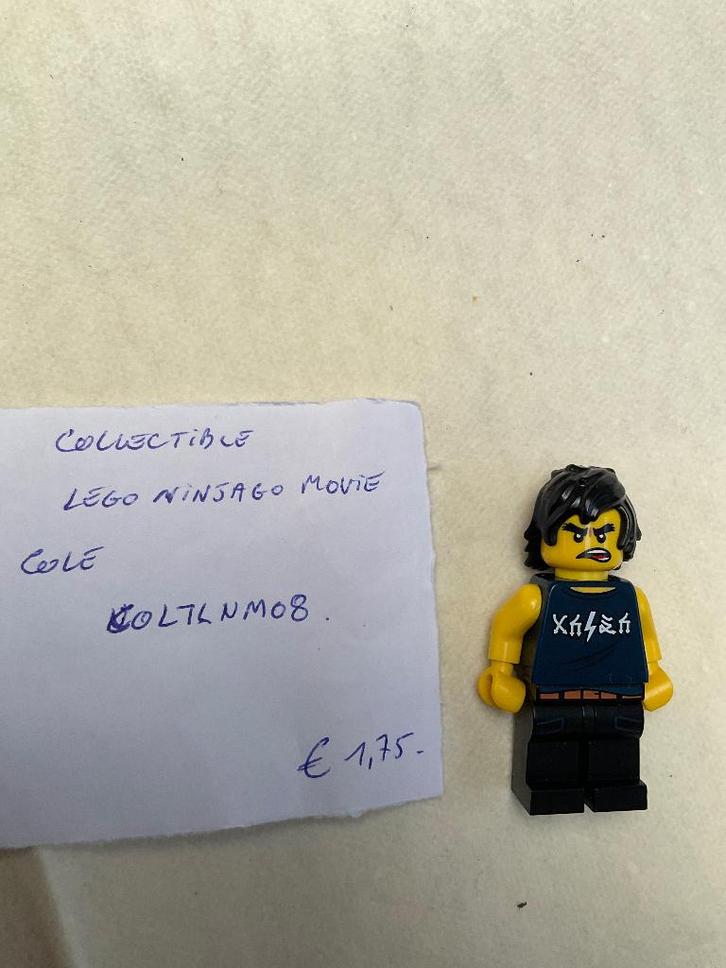 COLLECTIBLE
LEGO NINJAGO MOVIE
COLE
COLTLNM08.
€ 1,75-